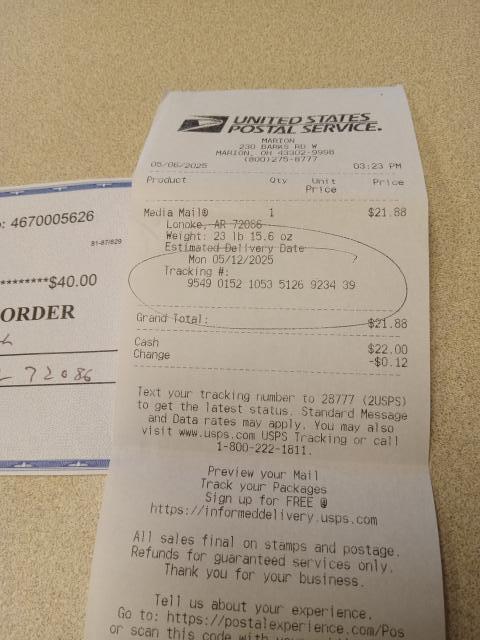 : 4670005626
91-87/829
********$40.00
ORDER
72086
UNITED STATES
POSTAL SERVICE.
MARION
230 BARKS RD W
MARION, OH 43302-9998
(800)275-8777
05/06/2025 03:23 PM
Product Qty Unit Price
Price
Media Mail® 1 $21.88
Lonoke, AR 72086
Weight: 23 lb 15.6 oz
Estimated Delivery Date
Mon 05/12/2025
Tracking #:
9549 0152 1053 5126 9234 39
Grand Total: $21.88
Cash $22.00
Change -$0.12
Text your tracking number to 28777 (2USPS)
to get the latest status. Standard Message
and Data rates may apply. You may also
visit www.usps.com USPS Tracking or call
1-800-222-1811.
Preview your Mail
Track your Packages
Sign up for FREE @
https://informeddelivery.usps.com
All sales final on stamps and postage.
Refunds for guaranteed services only.
Thank you for your business.
Tell us about your experience.
Go to: https://postalexperience.com/Pos
or scan this code with